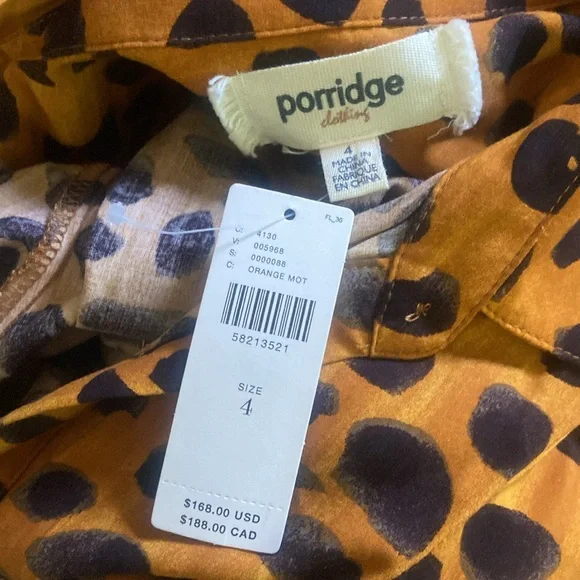 porridge
clothing
4
MADE IN
CHINA
FABRIQUÉ
EN CHINA
FL_30
4130
V: 005968
S: 0000088
C: ORANGE MOT
58213521
SIZE
4
$168.00 USD
$188.00 CAD